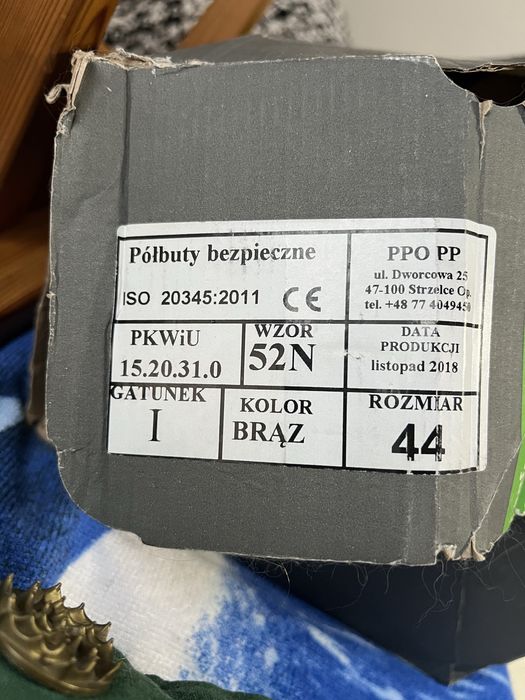 Półbuty bezpieczne
ISO 20345:2011 CE
PPO PP
ul. Dworcowa 25
47-100 Strzelce Op.
tel. +48 77 4049450
PKWiU
15.20.31.0
WZÓR
52N
DATA
PRODUKCJI
listopad 2018
GATUNEK
I
KOLOR
BRĄZ
ROZMIAR
44